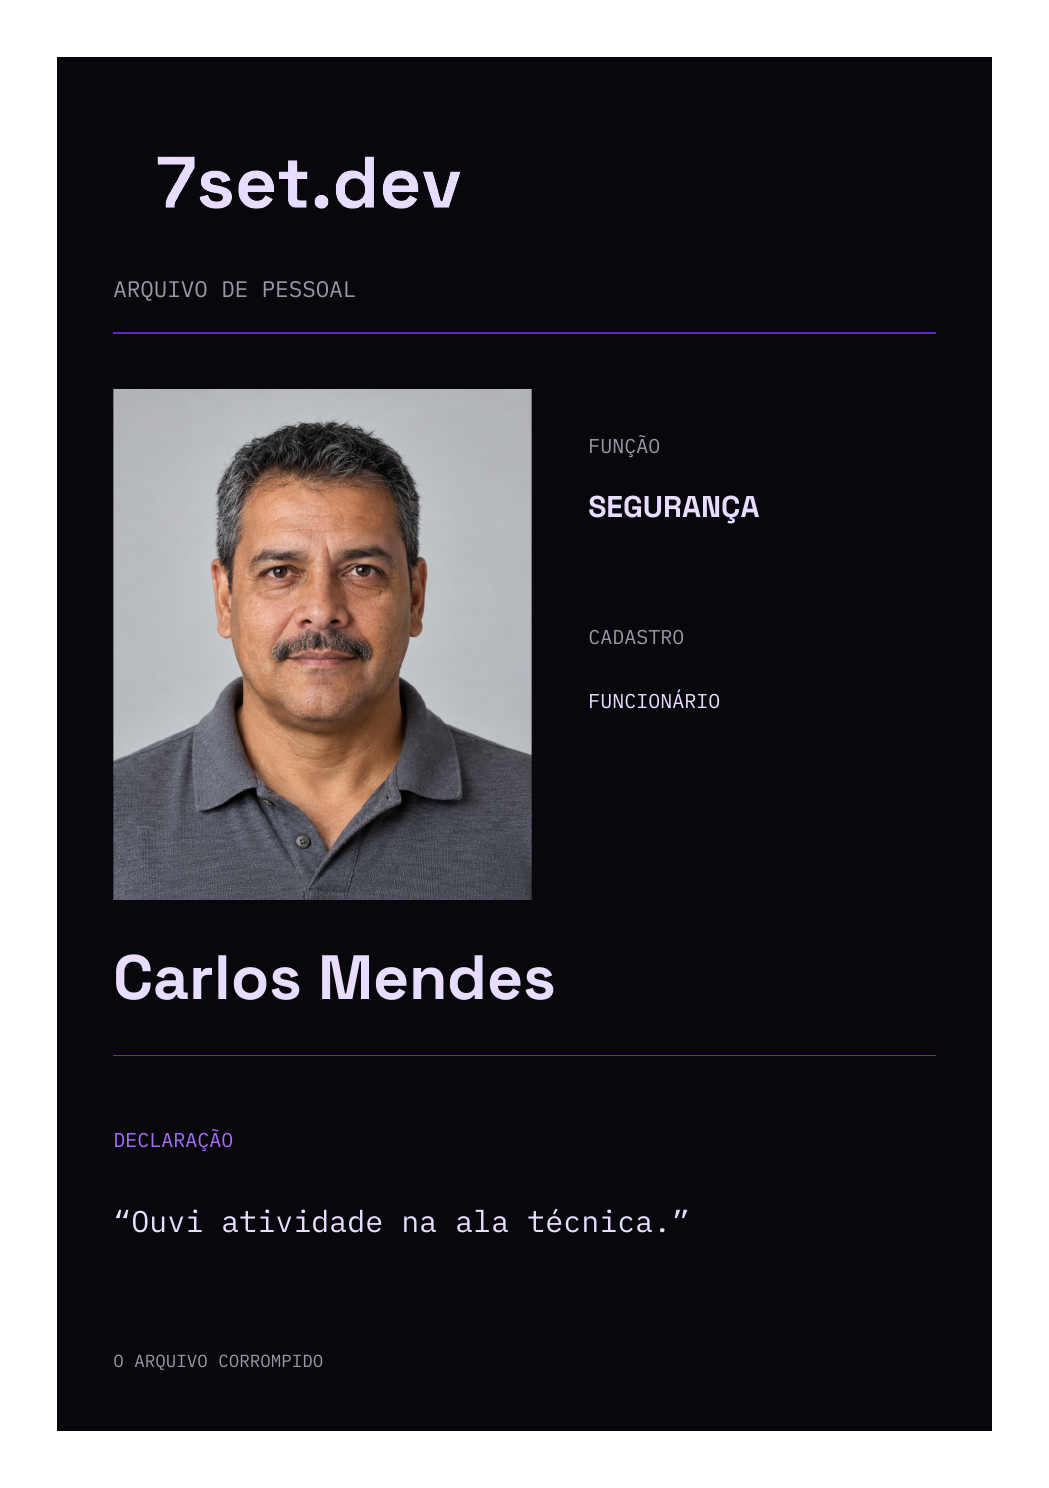 7set.dev
ARQUIVO DE PESSOAL
FUNÇÃO
SEGURANÇA
CADASTRO
FUNCIONÁRIO
Carlos Mendes
DECLARAÇÃO
“Ouvi atividade na ala técnica.”
O ARQUIVO CORROMPIDO